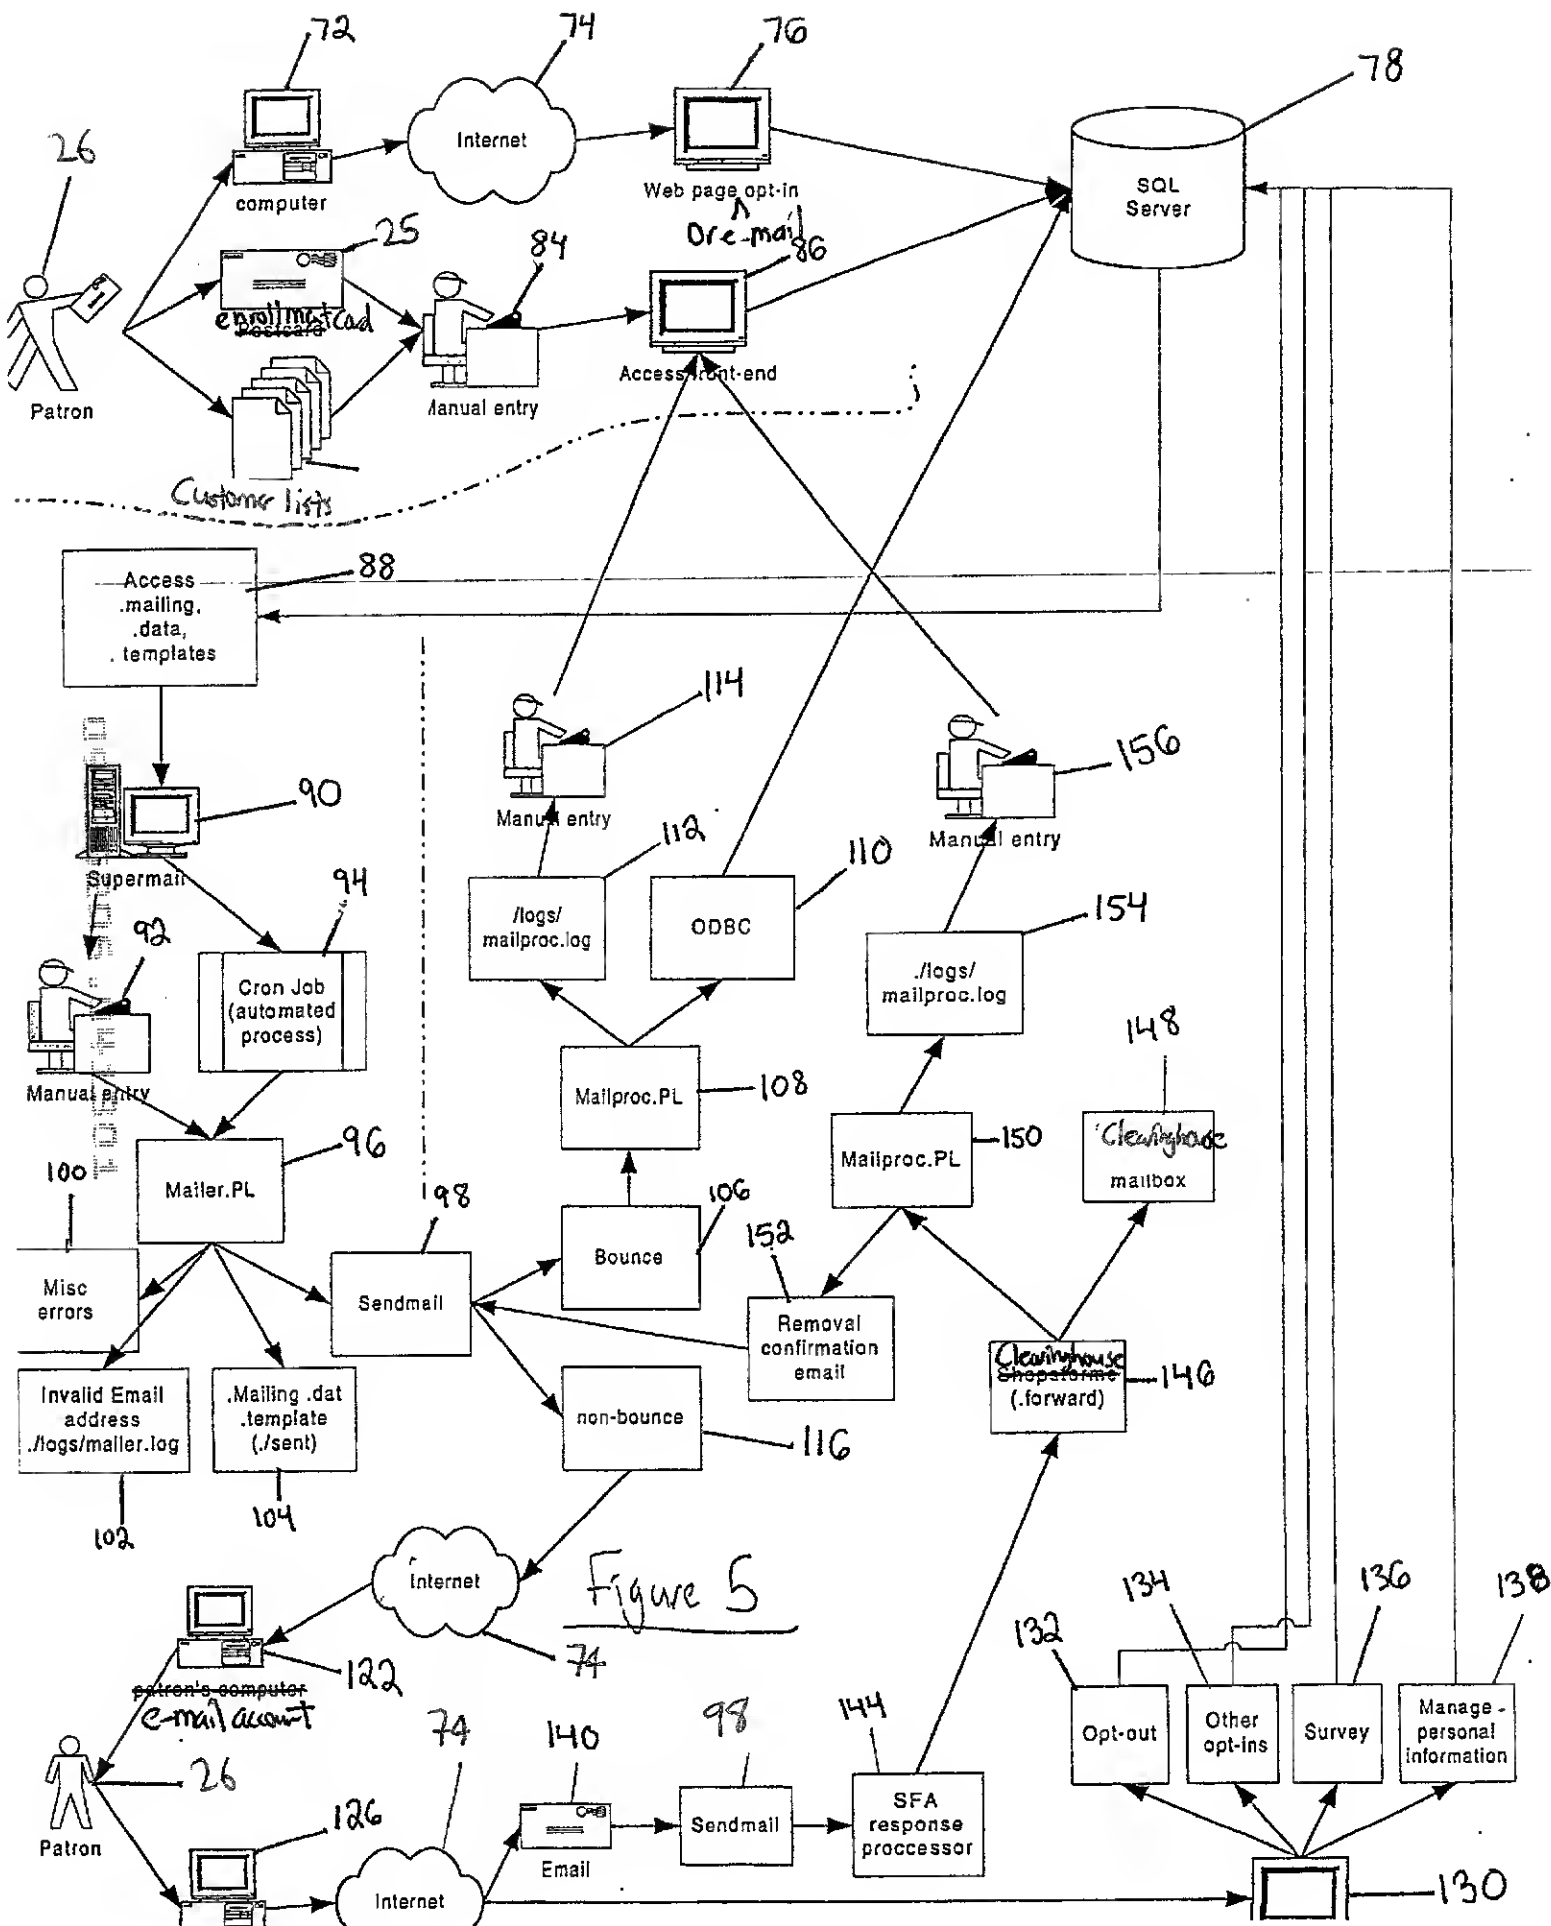 72
74
76
78
26
Internet
computer
Web page opt-in
Or e-mail
SQL
Server
25
84
86
enrollmetcad
Postcard
Patron
Manual entry
Access front-end
Customer lists
88
Access
.mailing,
.data,
. templates
114
156
90
Supermail
Manual entry
112
110
Manual entry
94
/logs/
mailproc.log
ODBC
154
92
Cron Job
(automated
process)
./logs/
mailproc.log
148
Manual entry
Mailproc.PL
108
96
Mailproc.PL
150
Clearinghouse
mailbox
100
Mailer.PL
98
106
152
Misc
errors
Sendmail
Bounce
Removal
confirmation
email
Clearinghouse
Shopsforme
(.forward)
146
Invalid Email
address
./logs/mailer.log
.Mailing .dat
.template
(./sent)
non-bounce
116
102
104
Internet
Figure 5
74
122
patron's computer
e-mail account
132
134
136
138
Opt-out
Other
opt-ins
Survey
Manage -
personal
information
74
140
98
144
26
Patron
126
Email
Sendmail
SFA
response
proccessor
Internet
130